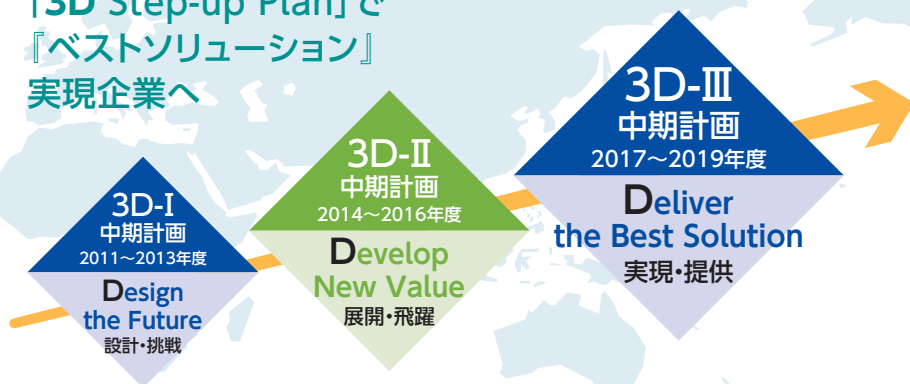 「3D Step-up Plan」で
『ベストソリューション』
実現企業へ
3D-Ⅰ
中期計画
2011～2013年度
Design
the Future
設計・挑戦
3D-Ⅱ
中期計画
2014～2016年度
Develop
New Value
展開・飛躍
3D-Ⅲ
中期計画
2017～2019年度
Deliver
the Best Solution
実現・提供